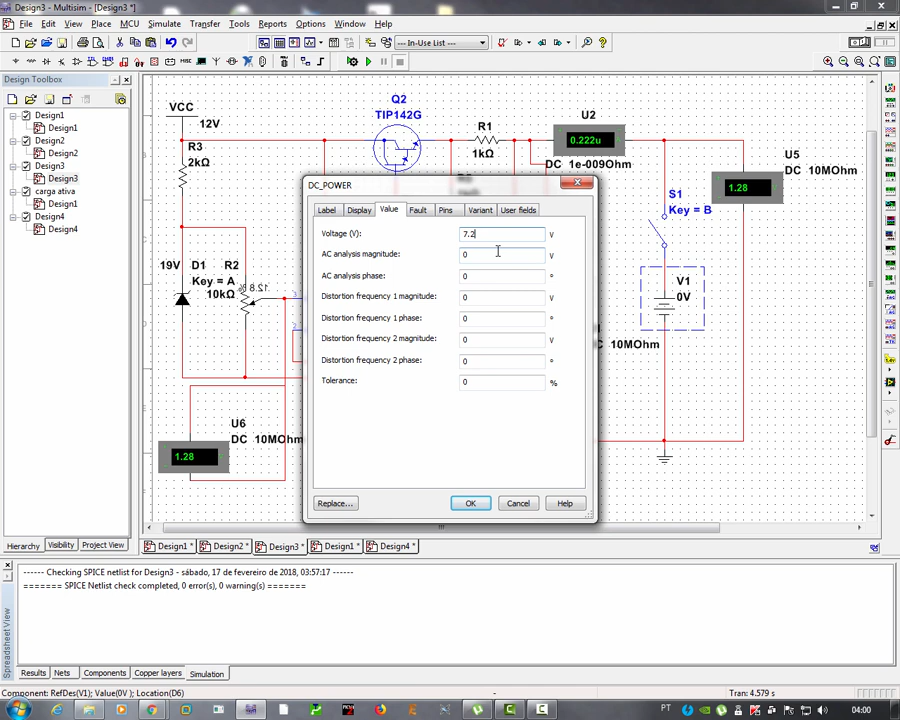 Design3 - Multisim - [Design3 *]
File Edit View Place MCU Simulate Transfer Tools Reports Options Window Help
--- In-Use List ---
Design Toolbox
Design1
Design1
Design2
Design2
Design3
Design3
carga ativa
Design1
Design4
Design4
Hierarchy Visibility Project View
VCC
12V
R3
2kΩ
19V
D1
Key = A
R2
10kΩ
12.8 %
Q2
TIP142G
R1
1kΩ
U2
0.222u
DC 1e-009Ohm
U5
DC 10MOhm
1.28
S1
Key = B
V1
0V
DC 10MOhm
U6
DC 10MOhm
1.28
DC_POWER
Label Display Value Fault Pins Variant User fields
Voltage (V): 7.2 V
AC analysis magnitude: 0 V
AC analysis phase: 0 °
Distortion frequency 1 magnitude: 0 V
Distortion frequency 1 phase: 0 °
Distortion frequency 2 magnitude: 0 V
Distortion frequency 2 phase: 0 °
Tolerance: 0 %
Replace... OK Cancel Help
Design1 * Design2 * Design3 * Design1 * Design4 *
------ Checking SPICE netlist for Design3 - sábado, 17 de fevereiro de 2018, 03:57:17 ------
======= SPICE Netlist check completed, 0 error(s), 0 warning(s) =======
Spreadsheet View
Results Nets Components Copper layers Simulation
Component: RefDes(V1); Value(0V ); Location(D6) - Tran: 4.579 s
PT 04:00